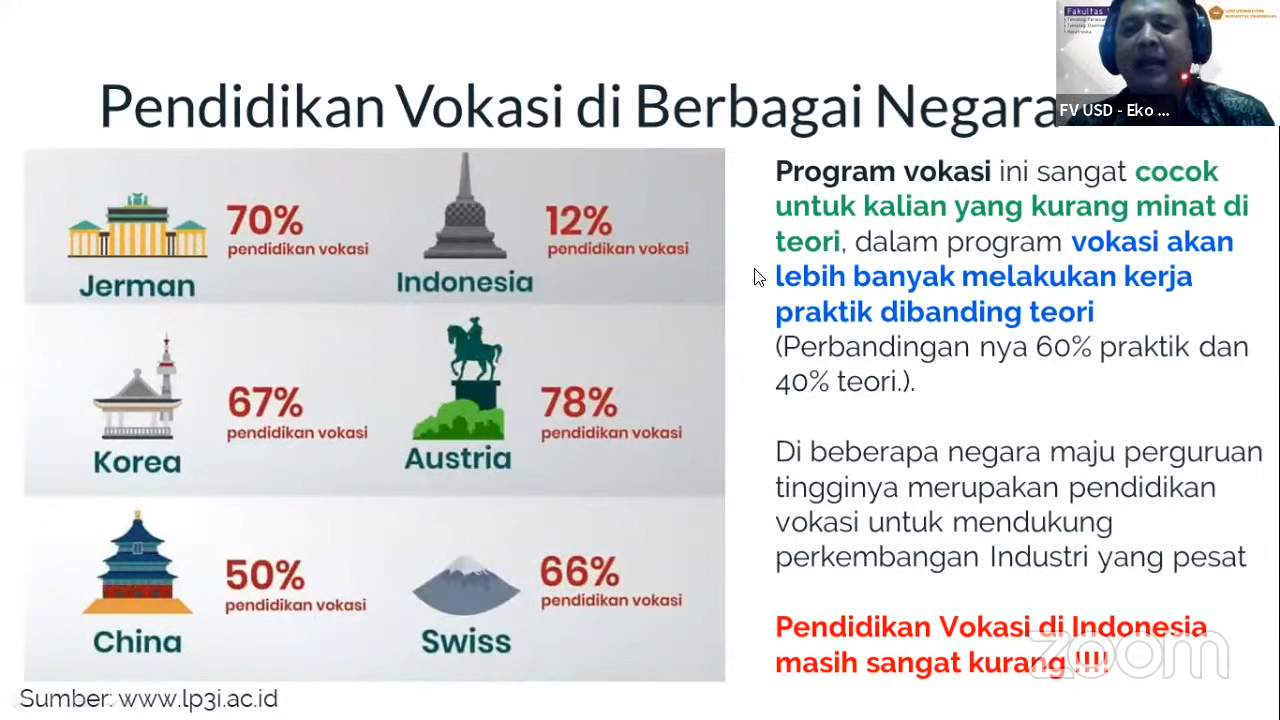 Pendidikan Vokasi di Berbagai Negara
Fakultas
FV USD - Eko ...
70%
pendidikan vokasi
Jerman
12%
pendidikan vokasi
Indonesia
67%
pendidikan vokasi
Korea
78%
pendidikan vokasi
Austria
50%
pendidikan vokasi
China
66%
pendidikan vokasi
Swiss
Sumber: www.lp3i.ac.id
Program vokasi ini sangat cocok
untuk kalian yang kurang minat di
teori, dalam program vokasi akan
lebih banyak melakukan kerja
praktik dibanding teori
(Perbandingan nya 60% praktik dan
40% teori.).
Di beberapa negara maju perguruan
tingginya merupakan pendidikan
vokasi untuk mendukung
perkembangan Industri yang pesat
Pendidikan Vokasi di Indonesia
masih sangat kurang !!!!
zoom